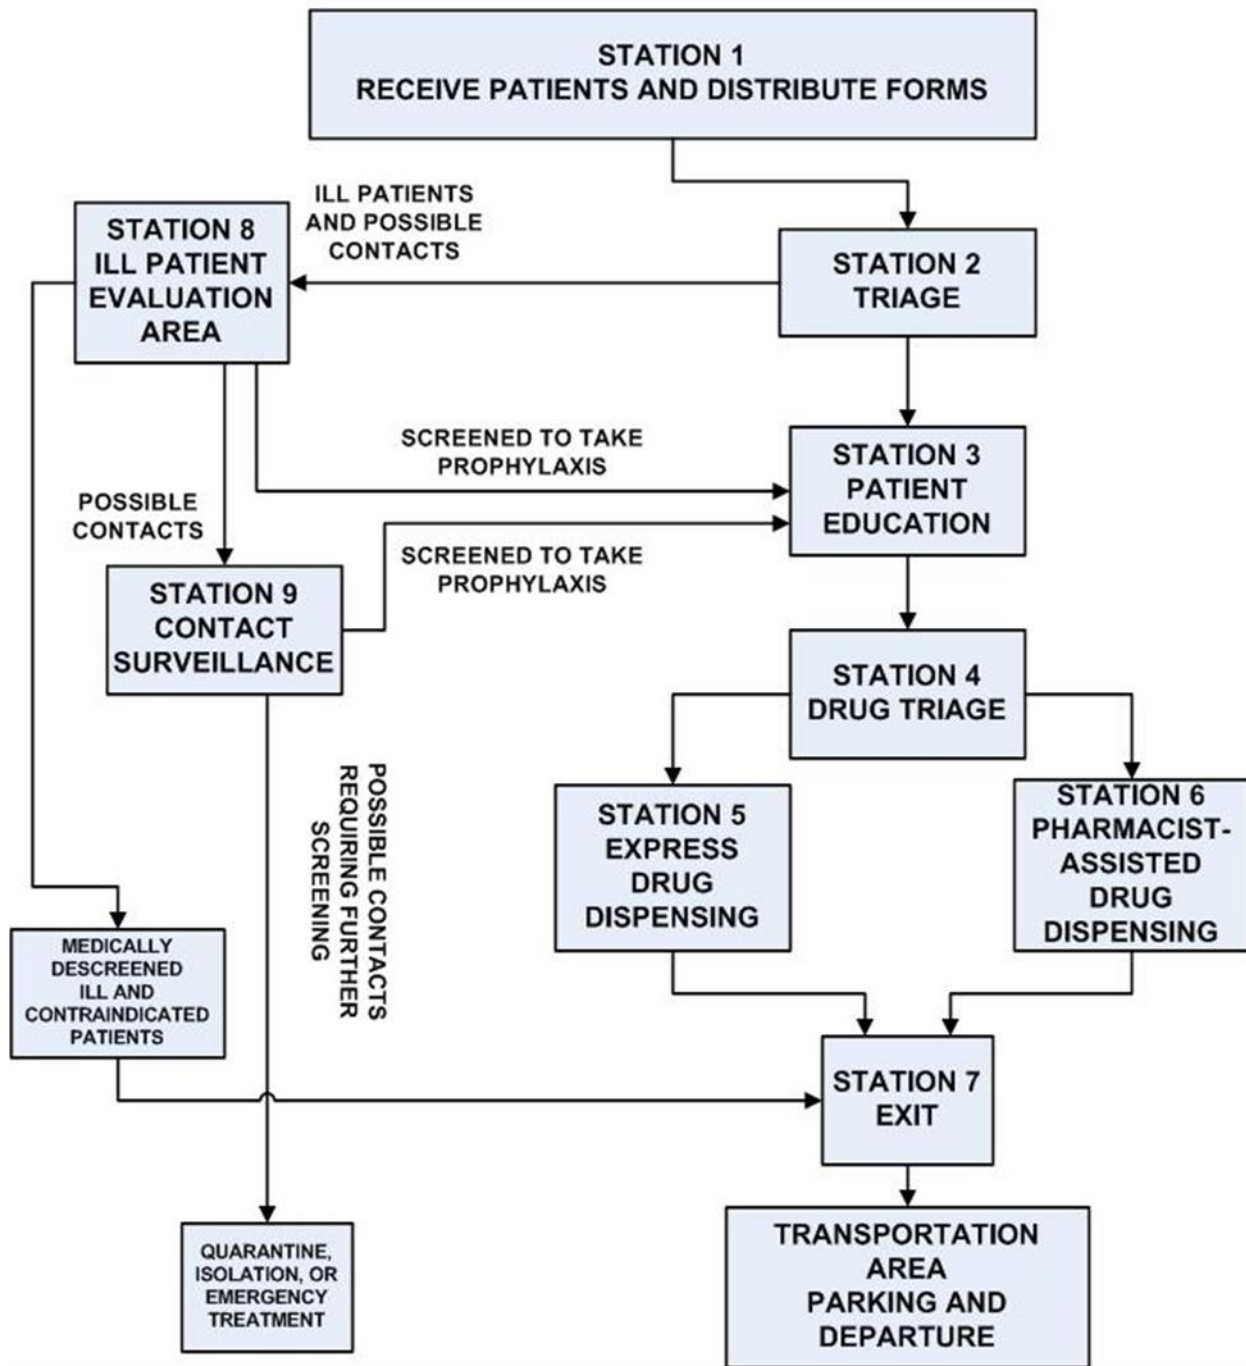 STATION 1
RECEIVE PATIENTS AND DISTRIBUTE FORMS
ILL PATIENTS
AND POSSIBLE
CONTACTS
STATION 8
ILL PATIENT
EVALUATION
AREA
STATION 2
TRIAGE
SCREENED TO TAKE
PROPHYLAXIS
STATION 3
PATIENT
EDUCATION
POSSIBLE
CONTACTS
SCREENED TO TAKE
PROPHYLAXIS
STATION 9
CONTACT
SURVEILLANCE
STATION 4
DRUG TRIAGE
POSSIBLE CONTACTS
REQUIRING FURTHER
SCREENING
STATION 5
EXPRESS
DRUG
DISPENSING
STATION 6
PHARMACIST-
ASSISTED
DRUG
DISPENSING
MEDICALLY
DESCREENED
ILL AND
CONTRAINDICATED
PATIENTS
STATION 7
EXIT
QUARANTINE,
ISOLATION, OR
EMERGENCY
TREATMENT
TRANSPORTATION
AREA
PARKING AND
DEPARTURE